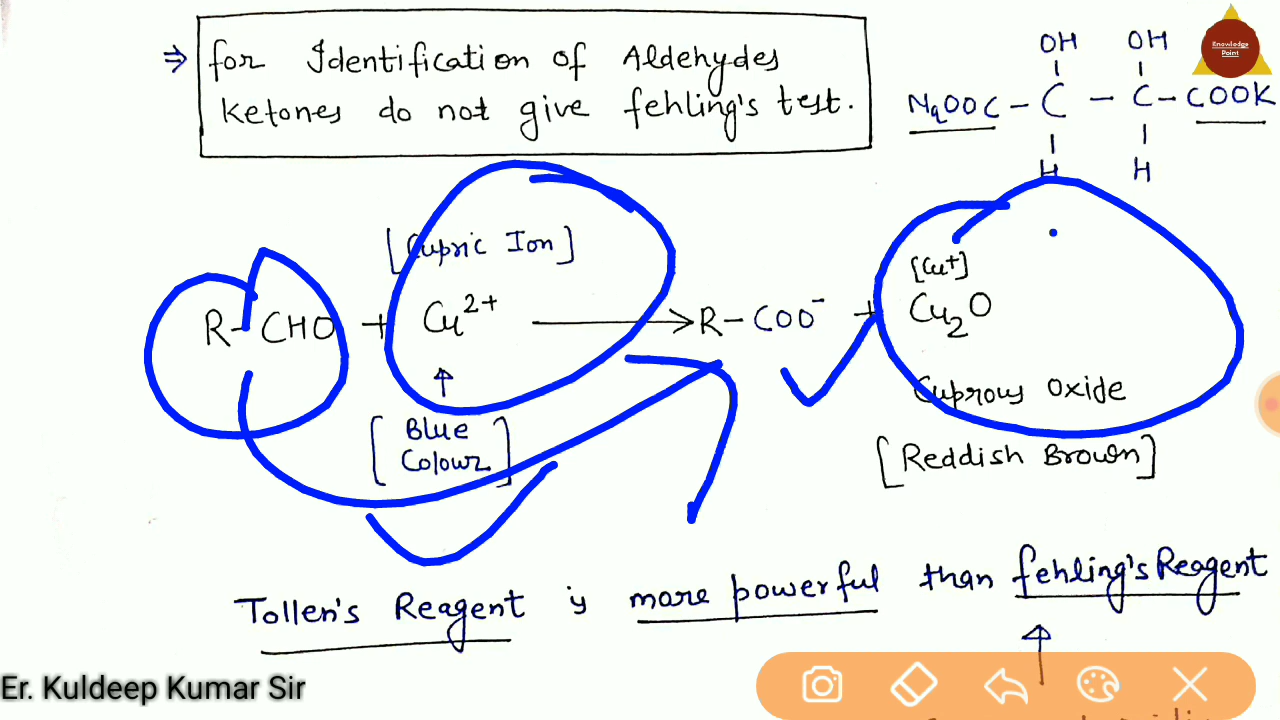 ⇒ for Identification of Aldehydes
ketones do not give fehling's test.
OH OH
NaOOC - C - C - COOK
H H
Knowledge
Point
[Cupric Ion]
[Cu+]
R-CHO + Cu2+ → R-COO- + Cu2O
Cuprous Oxide
[Blue
Colour]
[Reddish Brown]
Tollen's Reagent is more powerful than fehling's Reagent
Er. Kuldeep Kumar Sir